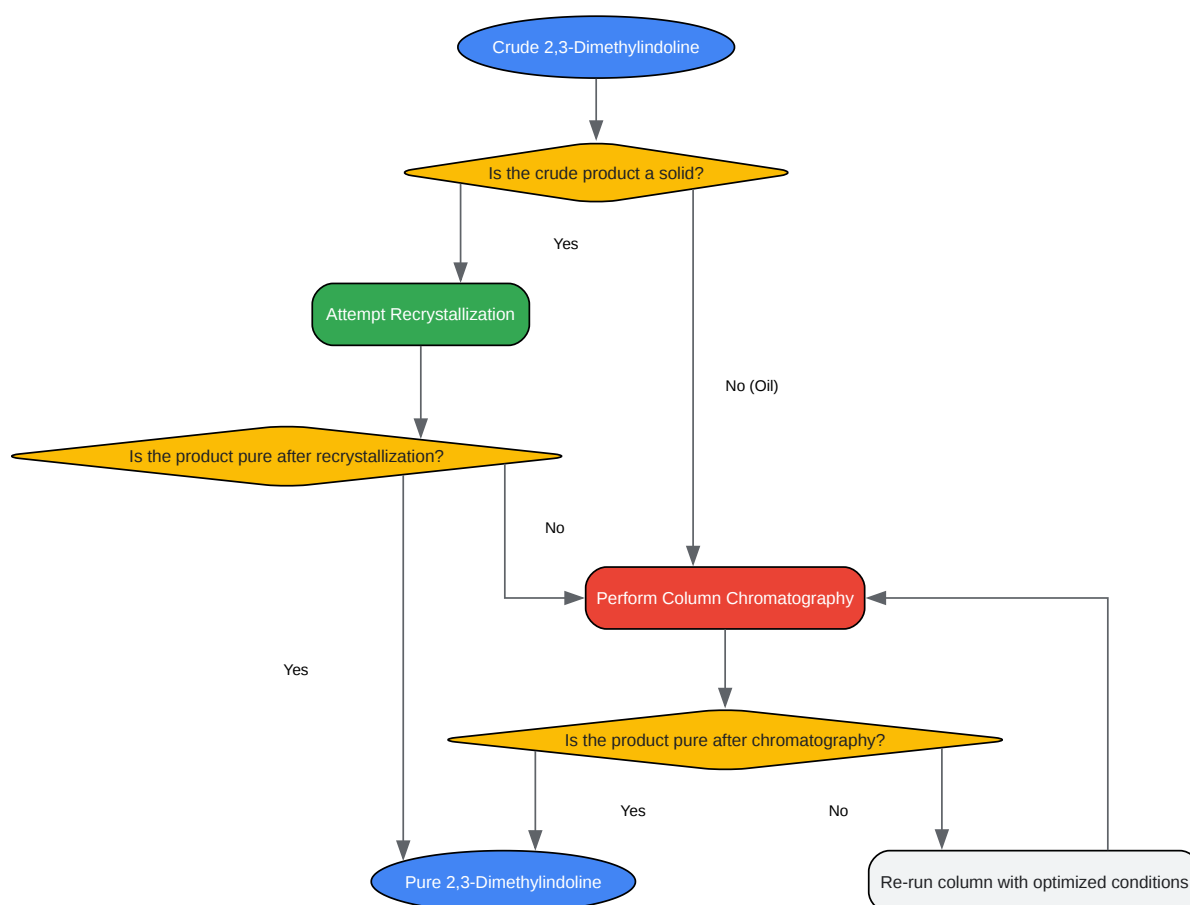 Crude 2,3-Dimethylindoline
Is the crude product a solid?
Yes
Attempt Recrystallization
No (Oil)
Is the product pure after recrystallization?
No
Perform Column Chromatography
Yes
Is the product pure after chromatography?
Yes
No
Pure 2,3-Dimethylindoline
Re-run column with optimized conditions